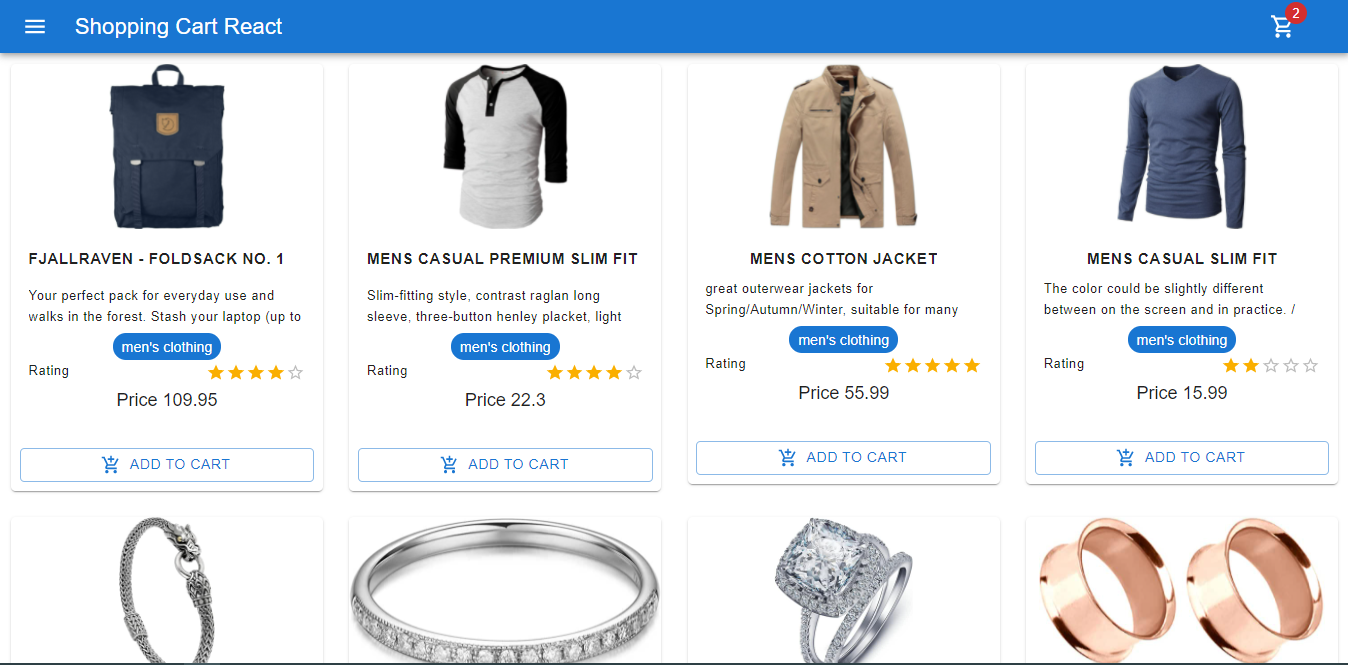 Shopping Cart React
2
FJALLRAVEN - FOLDSACK NO. 1
Your perfect pack for everyday use and
walks in the forest. Stash your laptop (up to
men's clothing
Rating
Price 109.95
ADD TO CART
MENS CASUAL PREMIUM SLIM FIT
Slim-fitting style, contrast raglan long
sleeve, three-button henley placket, light
men's clothing
Rating
Price 22.3
ADD TO CART
MENS COTTON JACKET
great outerwear jackets for
Spring/Autumn/Winter, suitable for many
men's clothing
Rating
Price 55.99
ADD TO CART
MENS CASUAL SLIM FIT
The color could be slightly different
between on the screen and in practice. /
men's clothing
Rating
Price 15.99
ADD TO CART